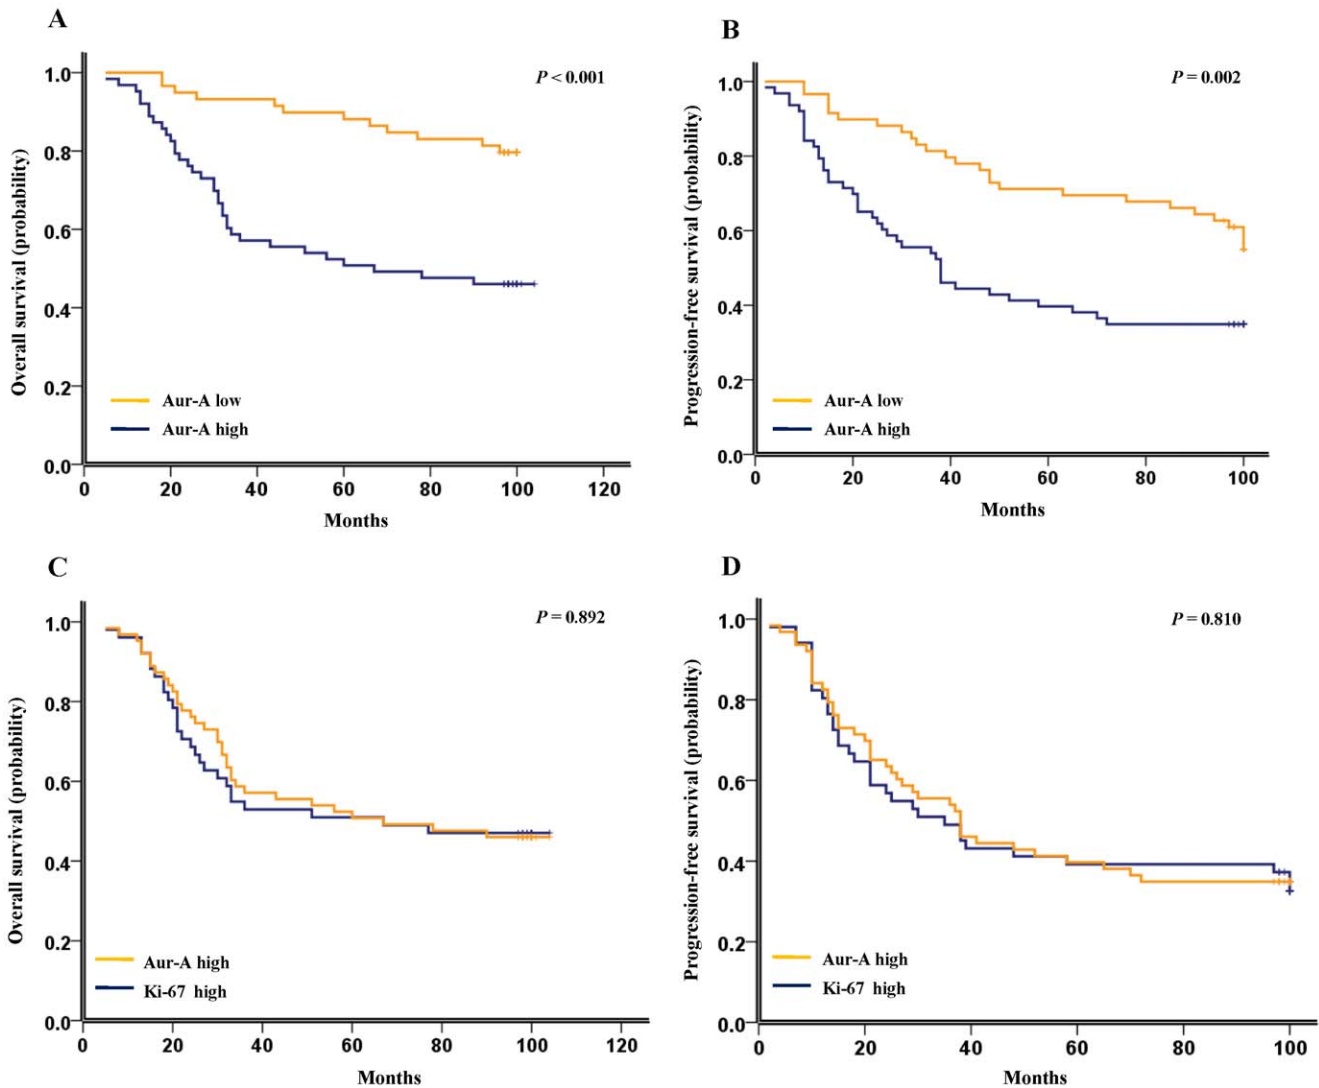 A
P < 0.001
Overall survival (probability)
1.0
0.8
0.6
0.4
0.2
0.0
Aur-A low
Aur-A high
0 20 40 60 80 100 120
Months
B
P = 0.002
Progression-free survival (probability)
1.0
0.8
0.6
0.4
0.2
0.0
Aur-A low
Aur-A high
0 20 40 60 80 100
Months
C
P = 0.892
Overall survival (probability)
1.0
0.8
0.6
0.4
0.2
0.0
Aur-A high
Ki-67 high
0 20 40 60 80 100 120
Months
D
P = 0.810
Progression-free survival (probability)
1.0
0.8
0.6
0.4
0.2
0.0
Aur-A high
Ki-67 high
0 20 40 60 80 100
Months